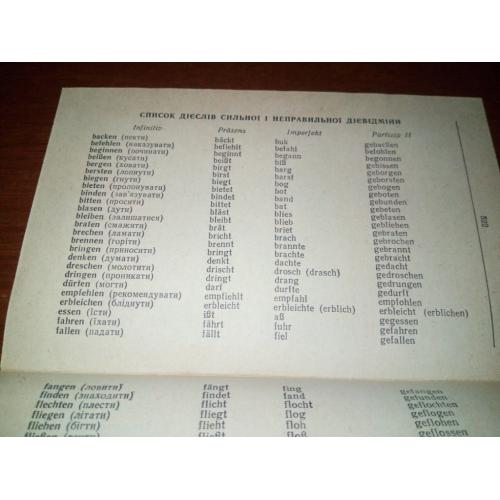 СПИСОК ДІЄСЛІВ СИЛЬНОЇ І НЕПРАВИЛЬНОЇ ДІЄВІДМІНИ
Infinitiv Präsens Imperfekt Partizip II
backen (пекти) bäckt buk gebacken
befehlen (наказувати) befiehlt befahl befohlen
beginnen (починати) beginnt begann begonnen
beißen (кусати) beißt biß gebissen
bergen (ховати) birgt barg geborgen
bersten (лопнути) birst barst geborsten
biegen (гнути) biegt bog gebogen
bieten (пропонувати) bietet bot geboten
binden (зав'язувати) bindet band gebunden
bitten (просити) bittet bat gebeten
blasen (дути) bläst blies geblasen
bleiben (залишатися) bleibt blieb geblieben
braten (смажити) brät briet gebraten
brechen (ламати) bricht brach gebrochen
brennen (горіти) brennt brannte gebrannt
bringen (приносити) bringt brachte gebracht
denken (думати) denkt dachte gedacht
dreschen (молотити) drischt drosch (drasch) gedroschen
dringen (проникати) dringt drang gedrungen
dürfen (могти) darf durfte gedurft
empfehlen (рекомендувати) empfiehlt empfahl empfohlen
erbleichen (бліднути) erbleicht erbleichte (erblich) erbleicht (erblichen)
essen (їсти) ißt aß gegessen
fahren (їхати) fährt fuhr gefahren
fallen (падати) fällt fiel gefallen
fangen (ловити) fängt fing gefangen
finden (знаходити) findet fand gefunden
flechten (плести) flicht flocht geflochten
fliegen (літати) fliegt flog geflogen
fliehen (бігти) flieht floh geflohen
fließen fließt floß geflossen